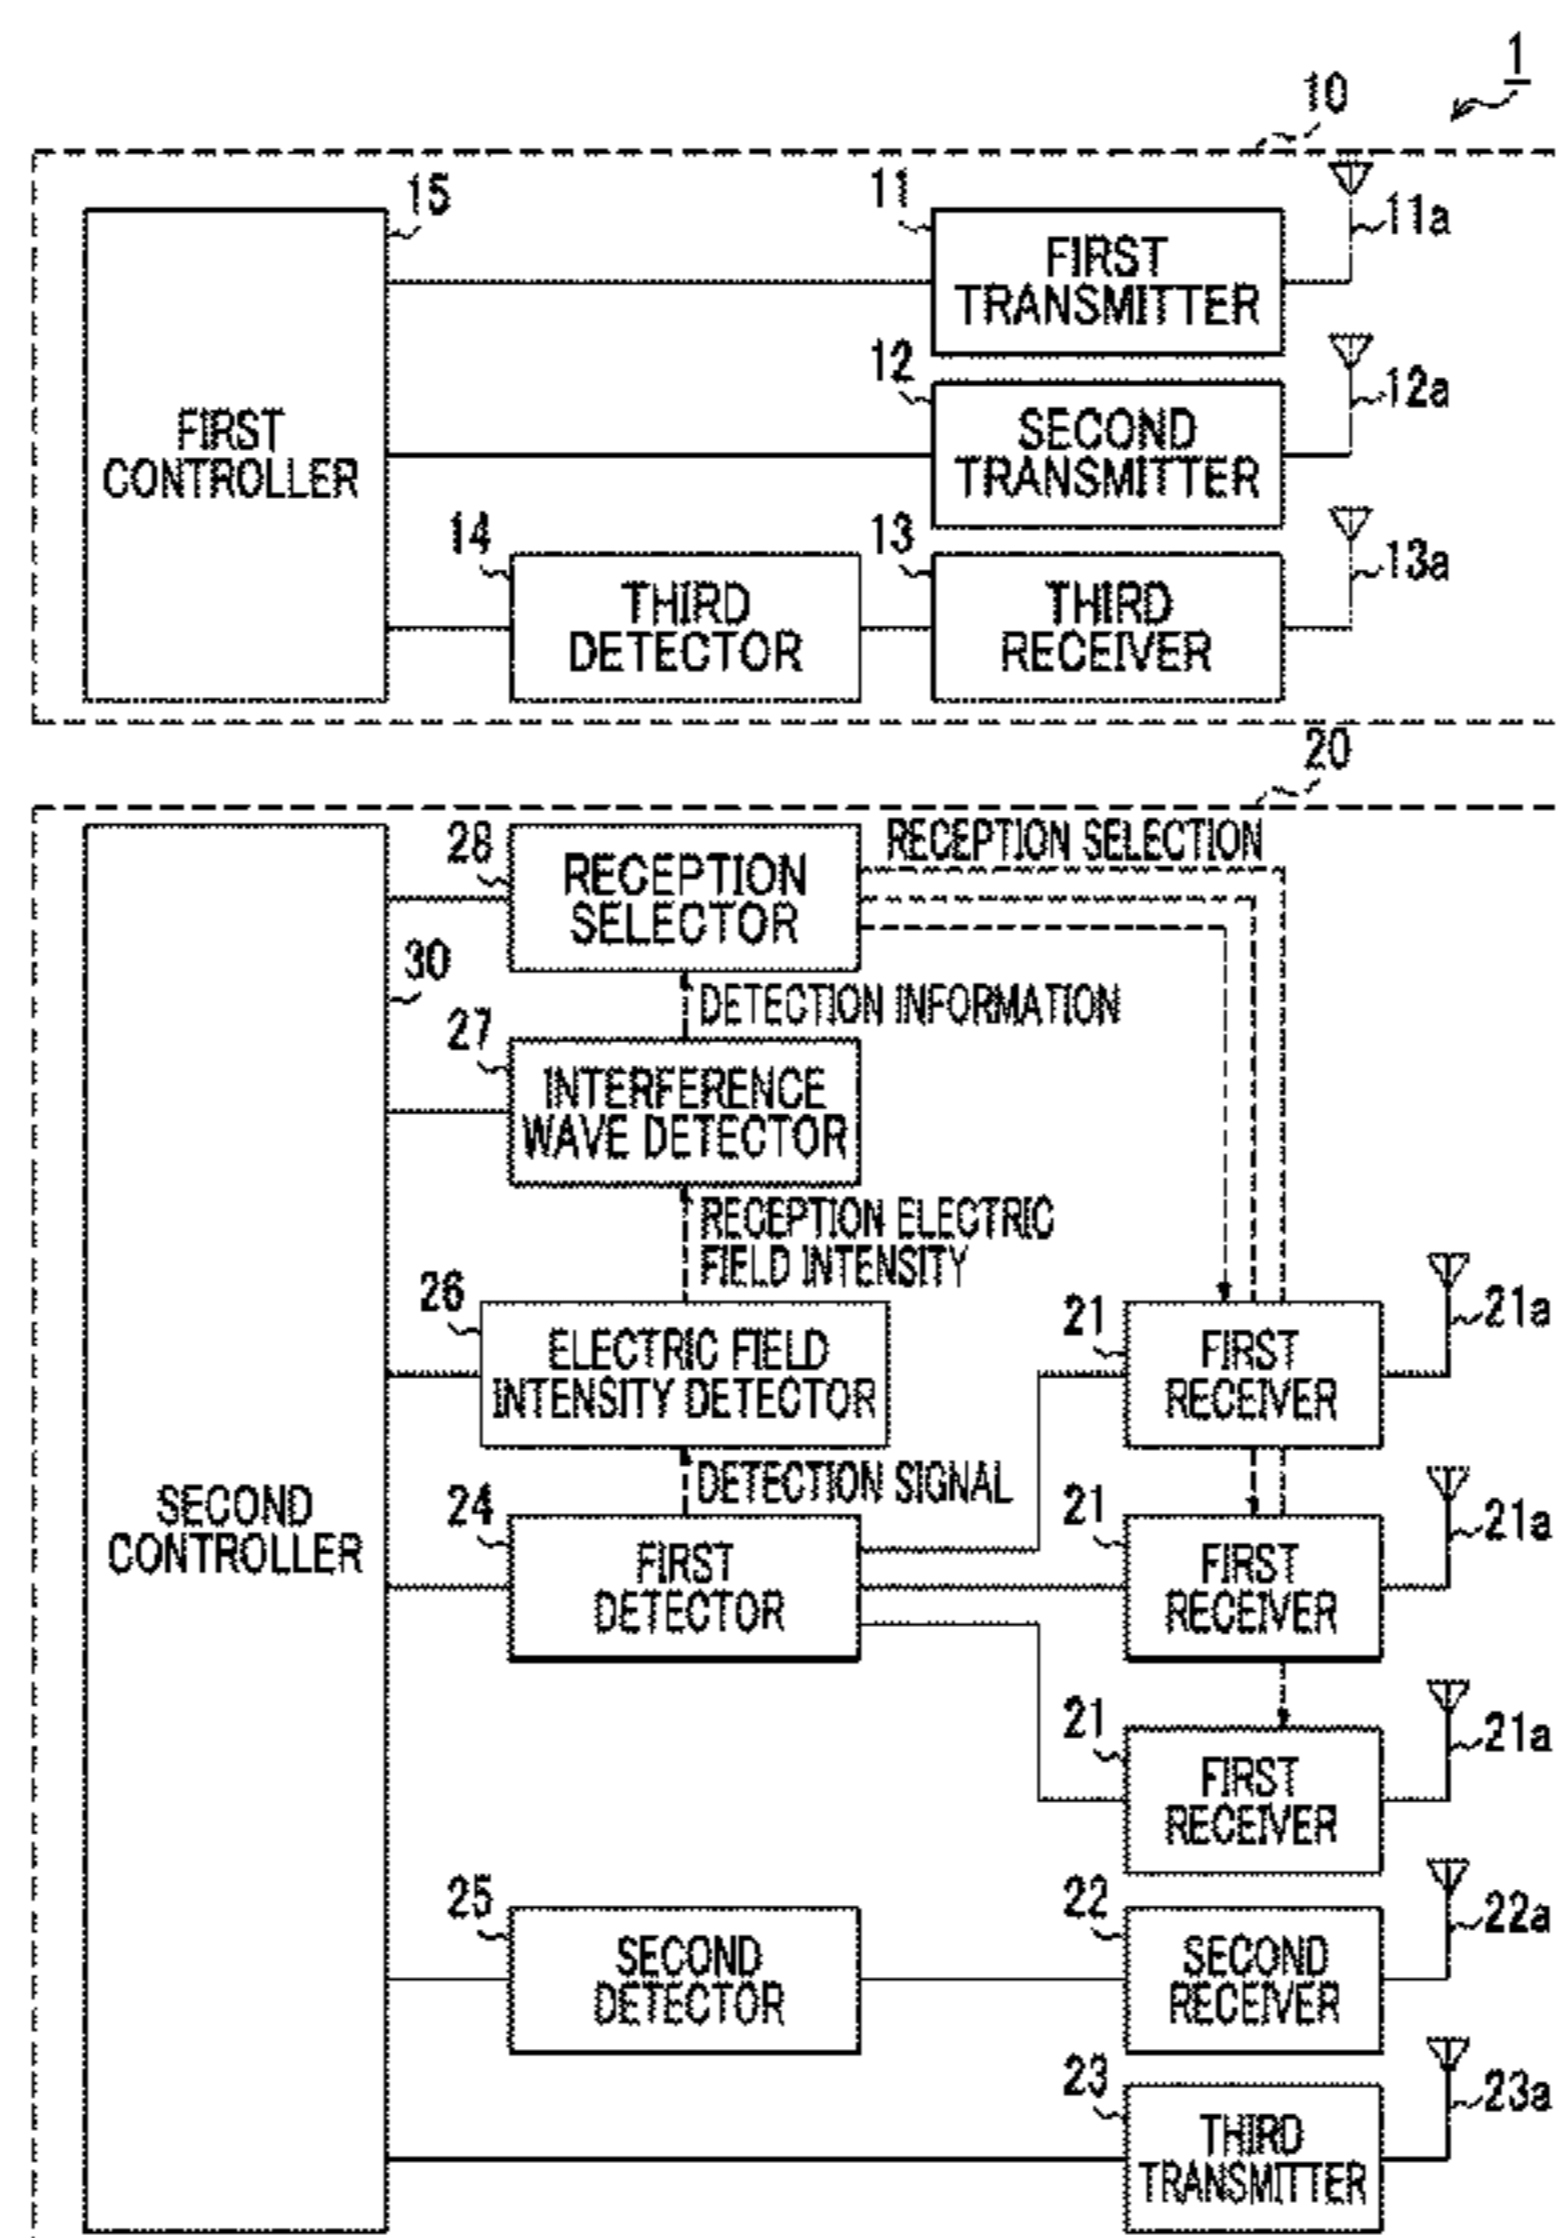 1
10
15
11
11a
FIRST
TRANSMITTER
12
12a
FIRST
CONTROLLER
SECOND
TRANSMITTER
14
13
13a
THIRD
DETECTOR
THIRD
RECEIVER
20
28
RECEPTION
SELECTOR
RECEPTION SELECTION
30
DETECTION INFORMATION
27
INTERFERENCE
WAVE DETECTOR
RECEPTION ELECTRIC
FIELD INTENSITY
26
ELECTRIC FIELD
INTENSITY DETECTOR
21
FIRST
RECEIVER
21a
DETECTION SIGNAL
SECOND
CONTROLLER
24
FIRST
DETECTOR
21
FIRST
RECEIVER
21a
21
FIRST
RECEIVER
21a
25
SECOND
DETECTOR
22
SECOND
RECEIVER
22a
23
THIRD
TRANSMITTER
23a